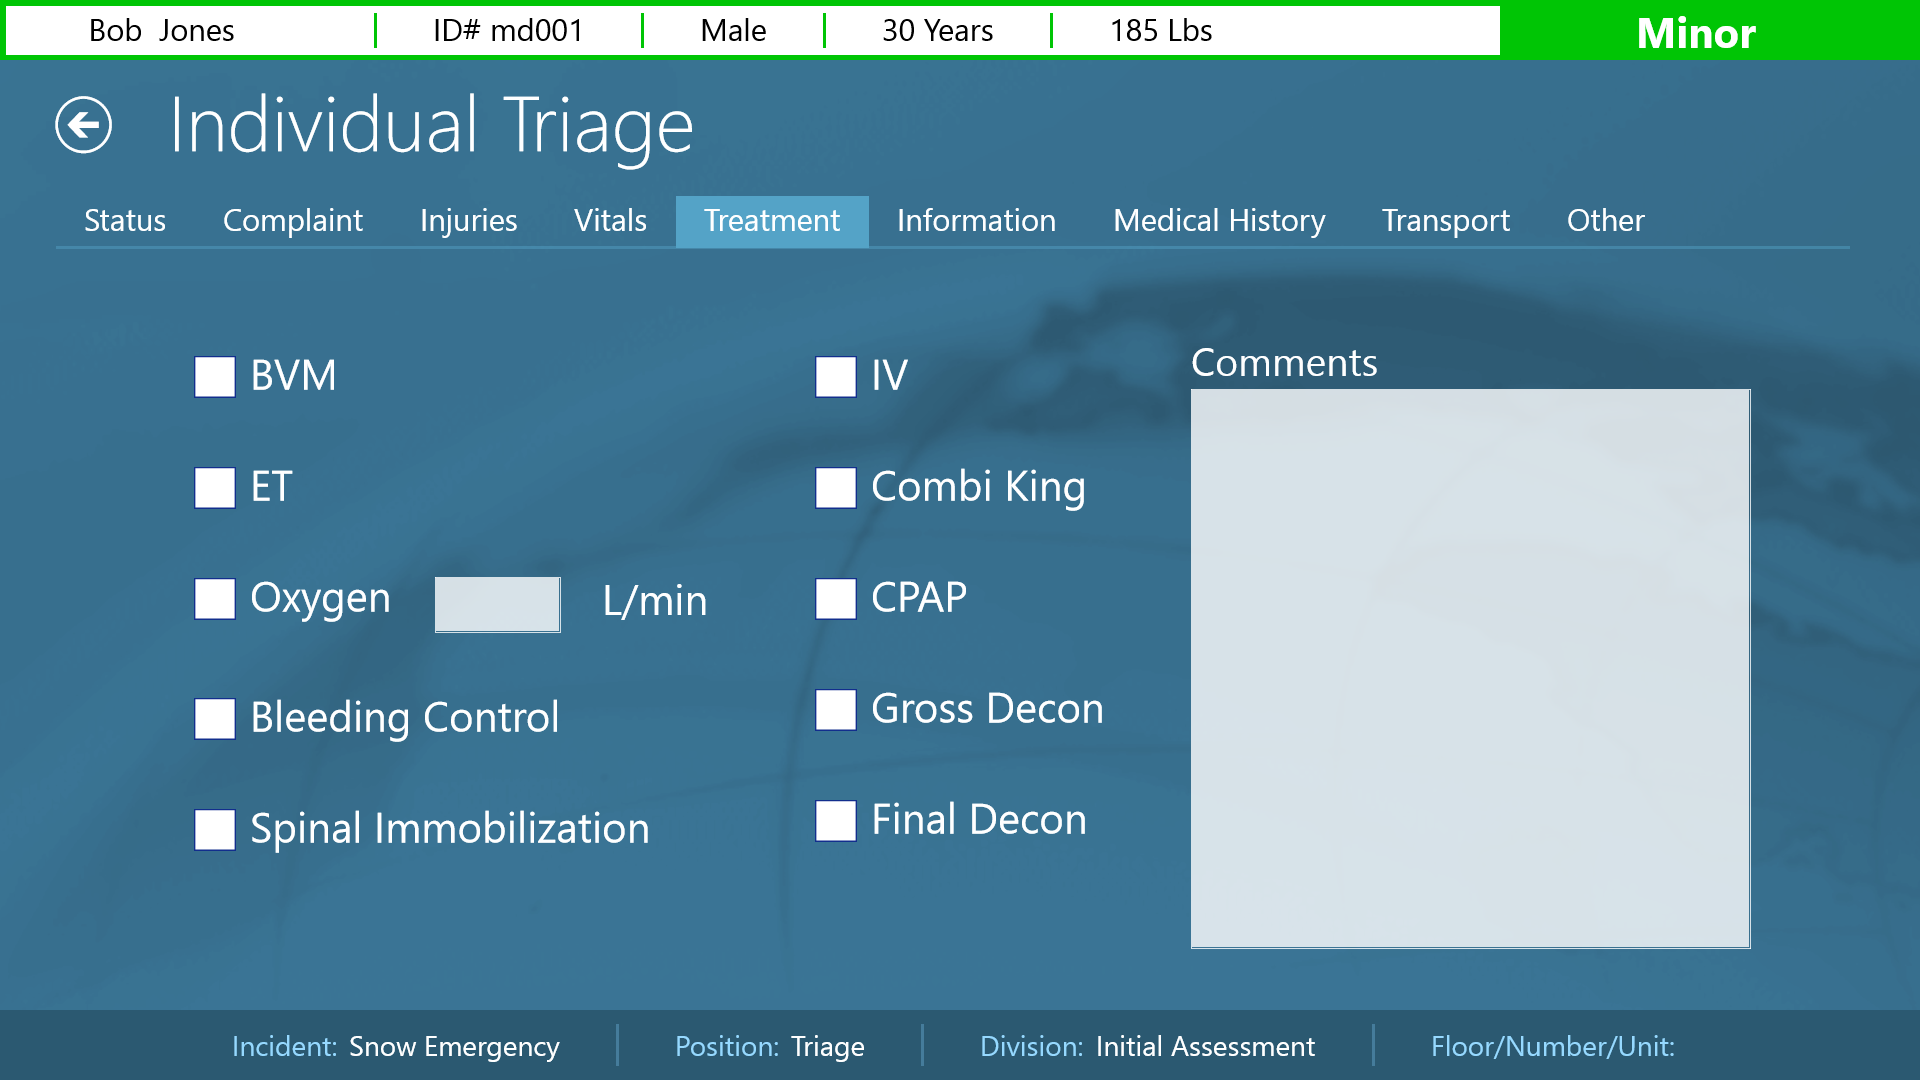 Bob Jones ID# md001 Male 30 Years 185 Lbs Minor
Individual Triage
Status Complaint Injuries Vitals Treatment Information Medical History Transport Other
BVM
ET
Oxygen L/min
Bleeding Control
Spinal Immobilization
IV
Combi King
CPAP
Gross Decon
Final Decon
Comments
Incident: Snow Emergency Position: Triage Division: Initial Assessment Floor/Number/Unit: